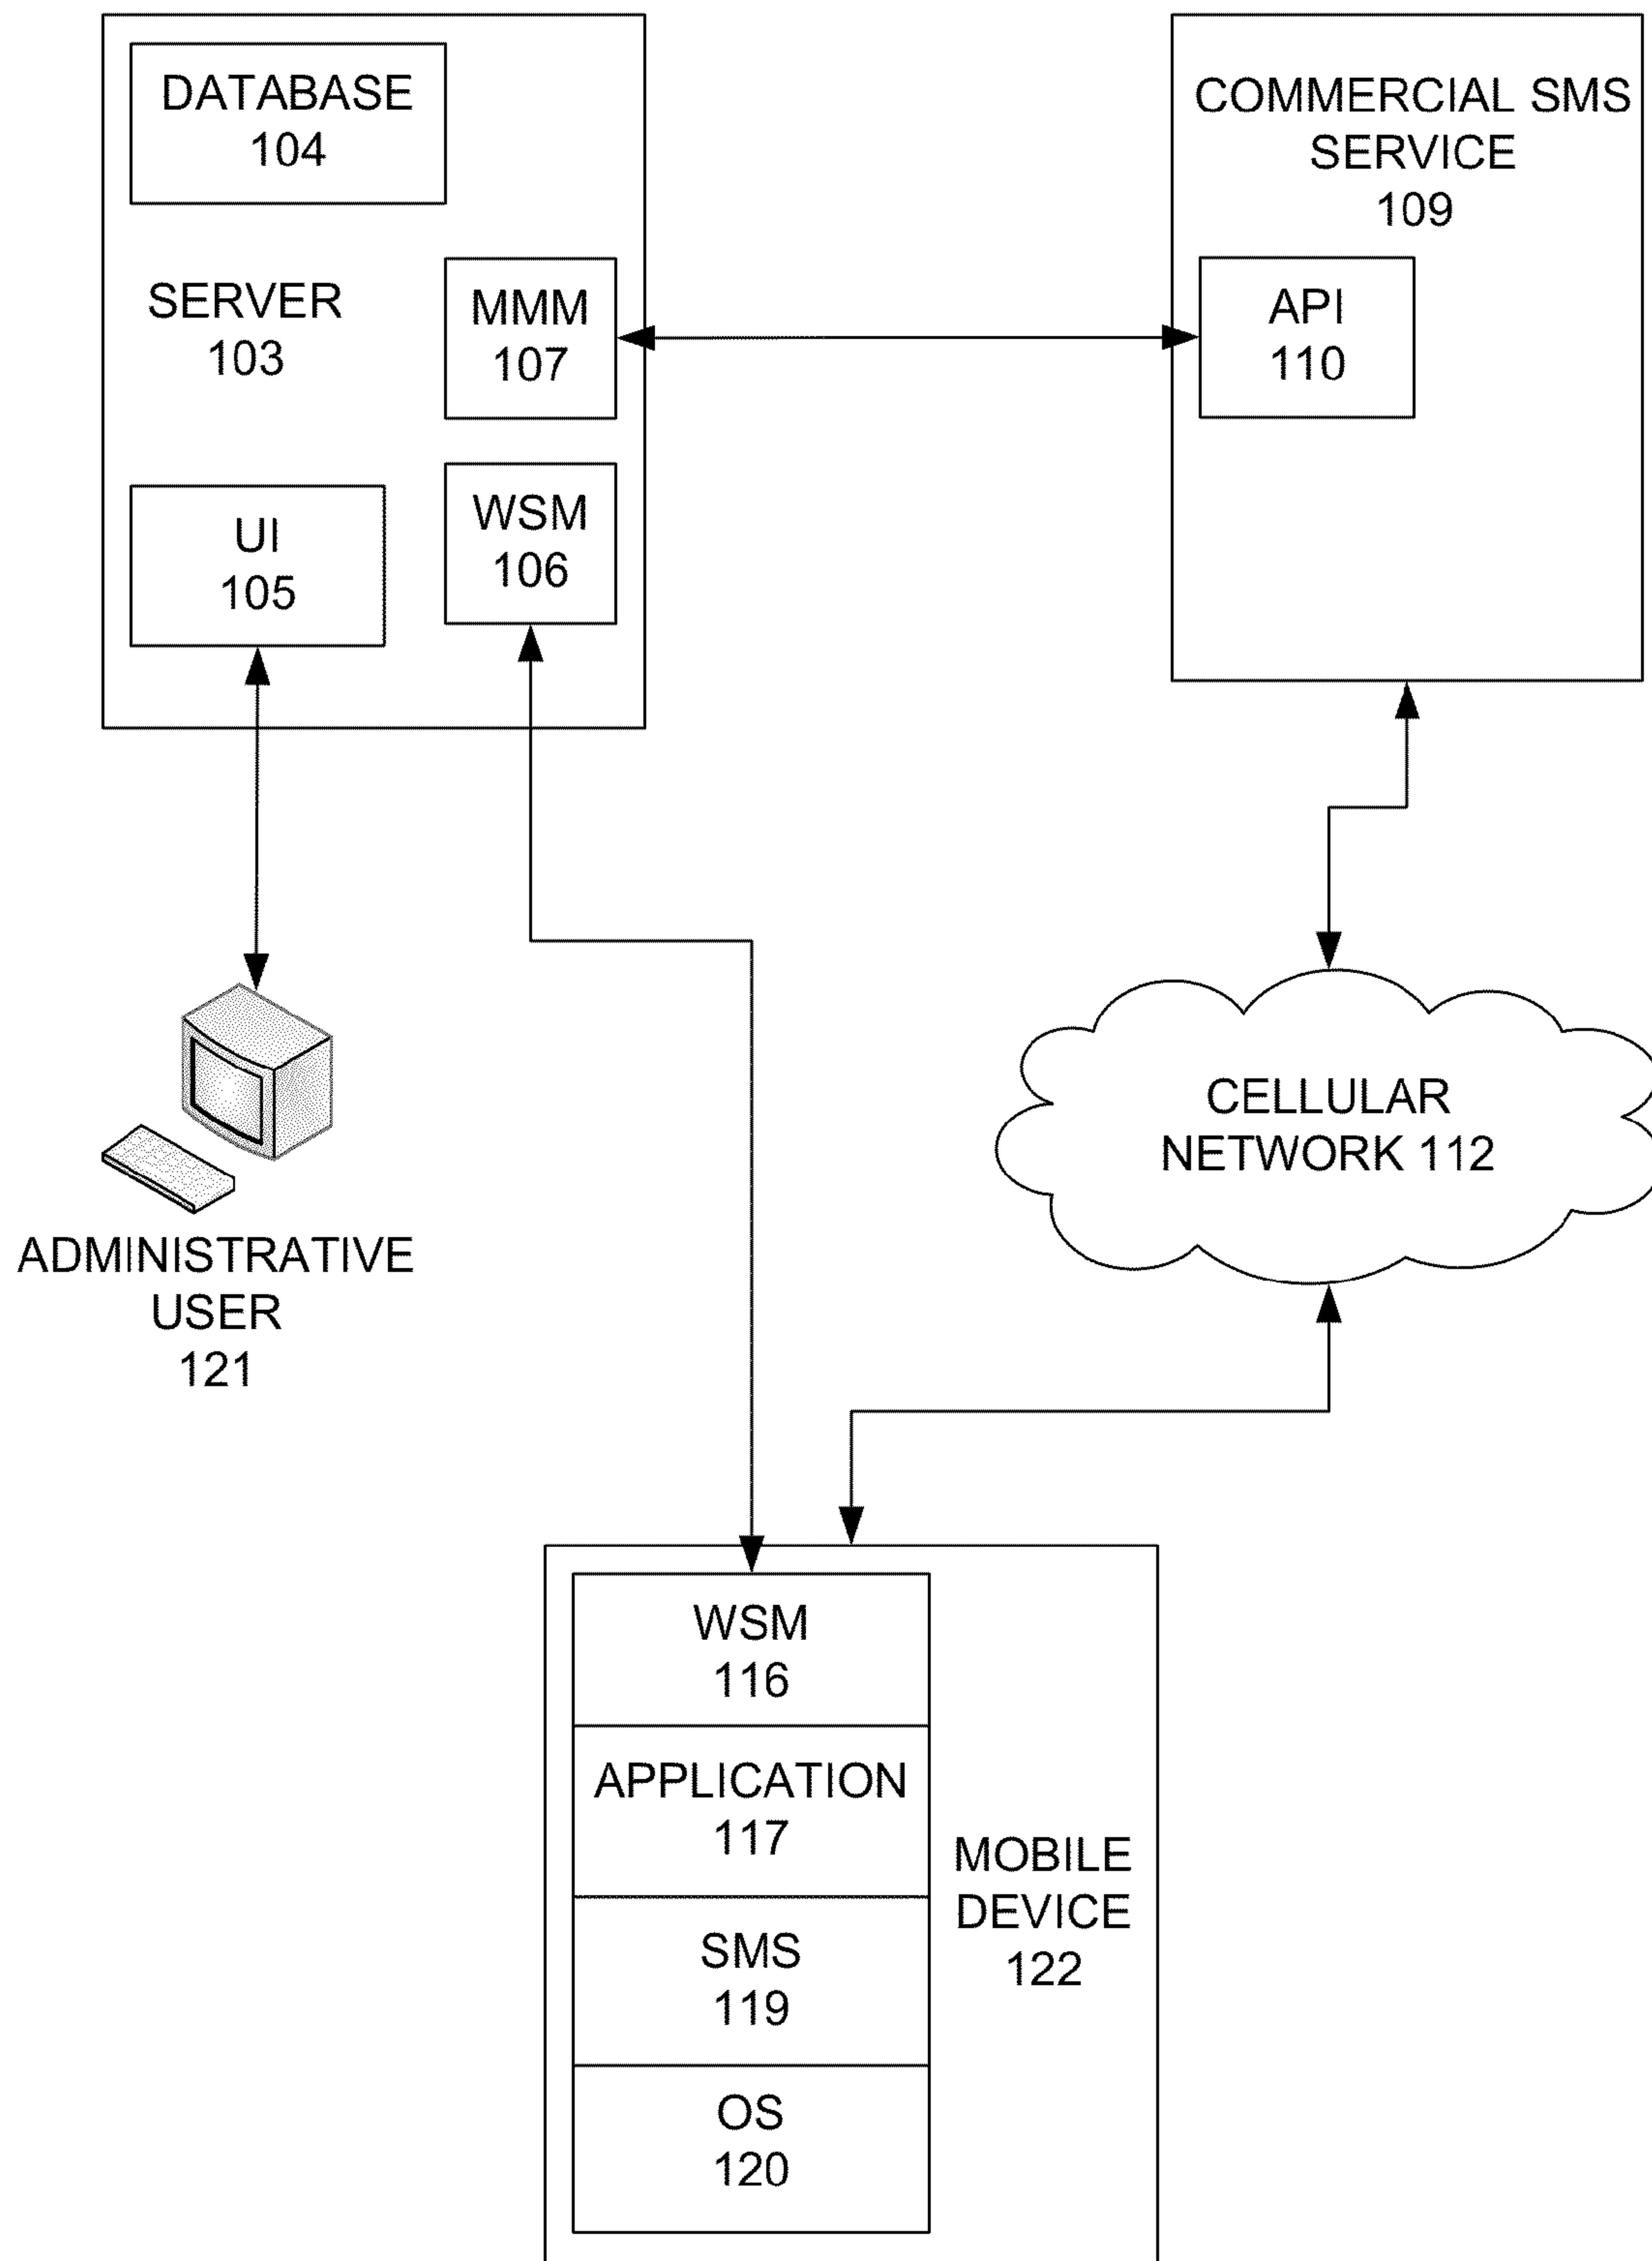 DATABASE
104
SERVER
103
MMM
107
UI
105
WSM
106
COMMERCIAL SMS
SERVICE
109
API
110
ADMINISTRATIVE
USER
121
CELLULAR
NETWORK 112
WSM
116
APPLICATION
117
SMS
119
OS
120
MOBILE
DEVICE
122